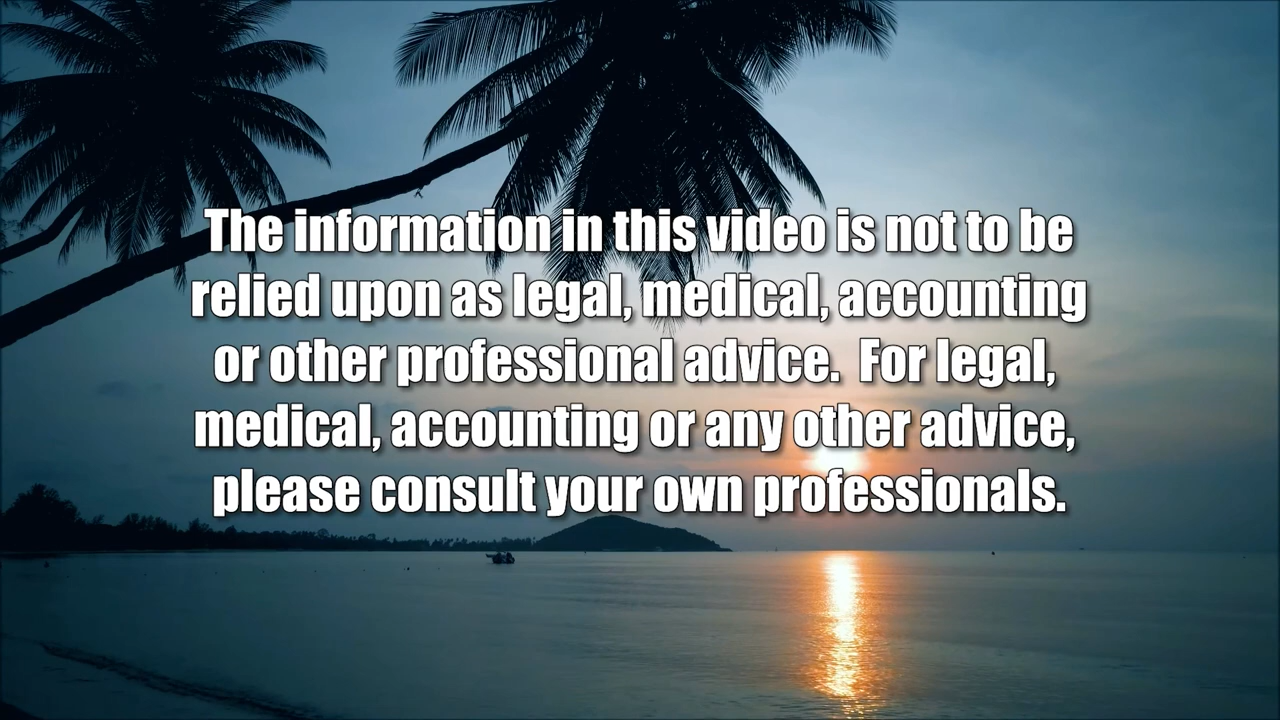 The information in this video is not to be
relied upon as legal, medical, accounting
or other professional advice.  For legal,
medical, accounting or any other advice,
please consult your own professionals.